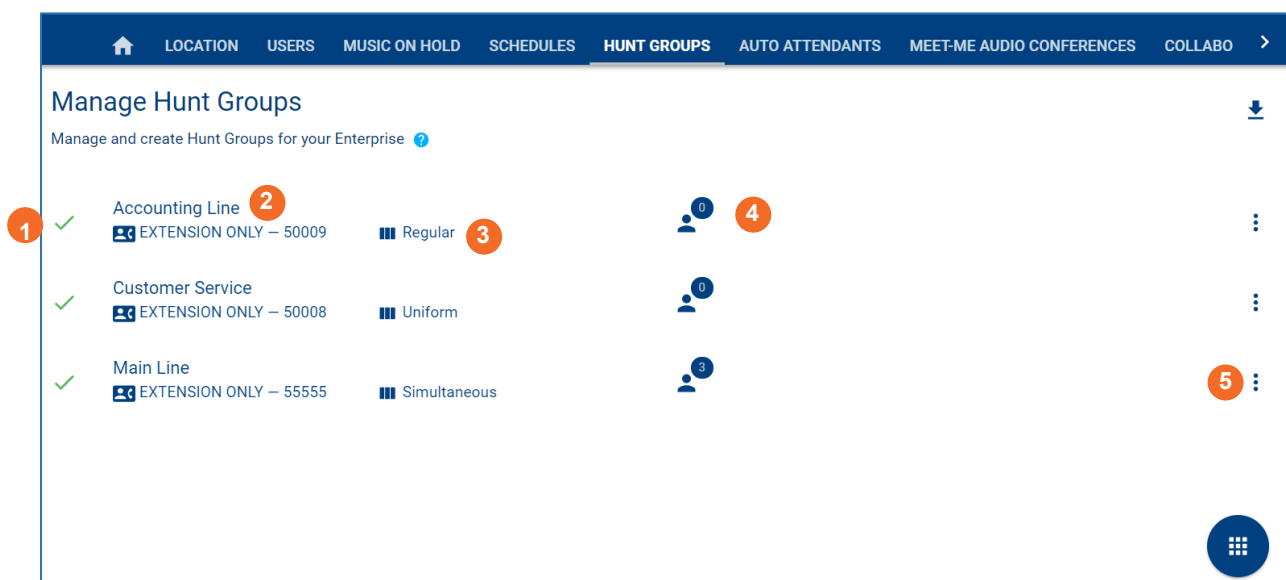 LOCATION USERS MUSIC ON HOLD SCHEDULES HUNT GROUPS AUTO ATTENDANTS MEET-ME AUDIO CONFERENCES COLLABO
Manage Hunt Groups
Manage and create Hunt Groups for your Enterprise ?
Accounting Line 2 0 4
1 EXTENSION ONLY — 50009 Regular 3
Customer Service 0
EXTENSION ONLY — 50008 Uniform
Main Line 3
EXTENSION ONLY — 55555 Simultaneous 5